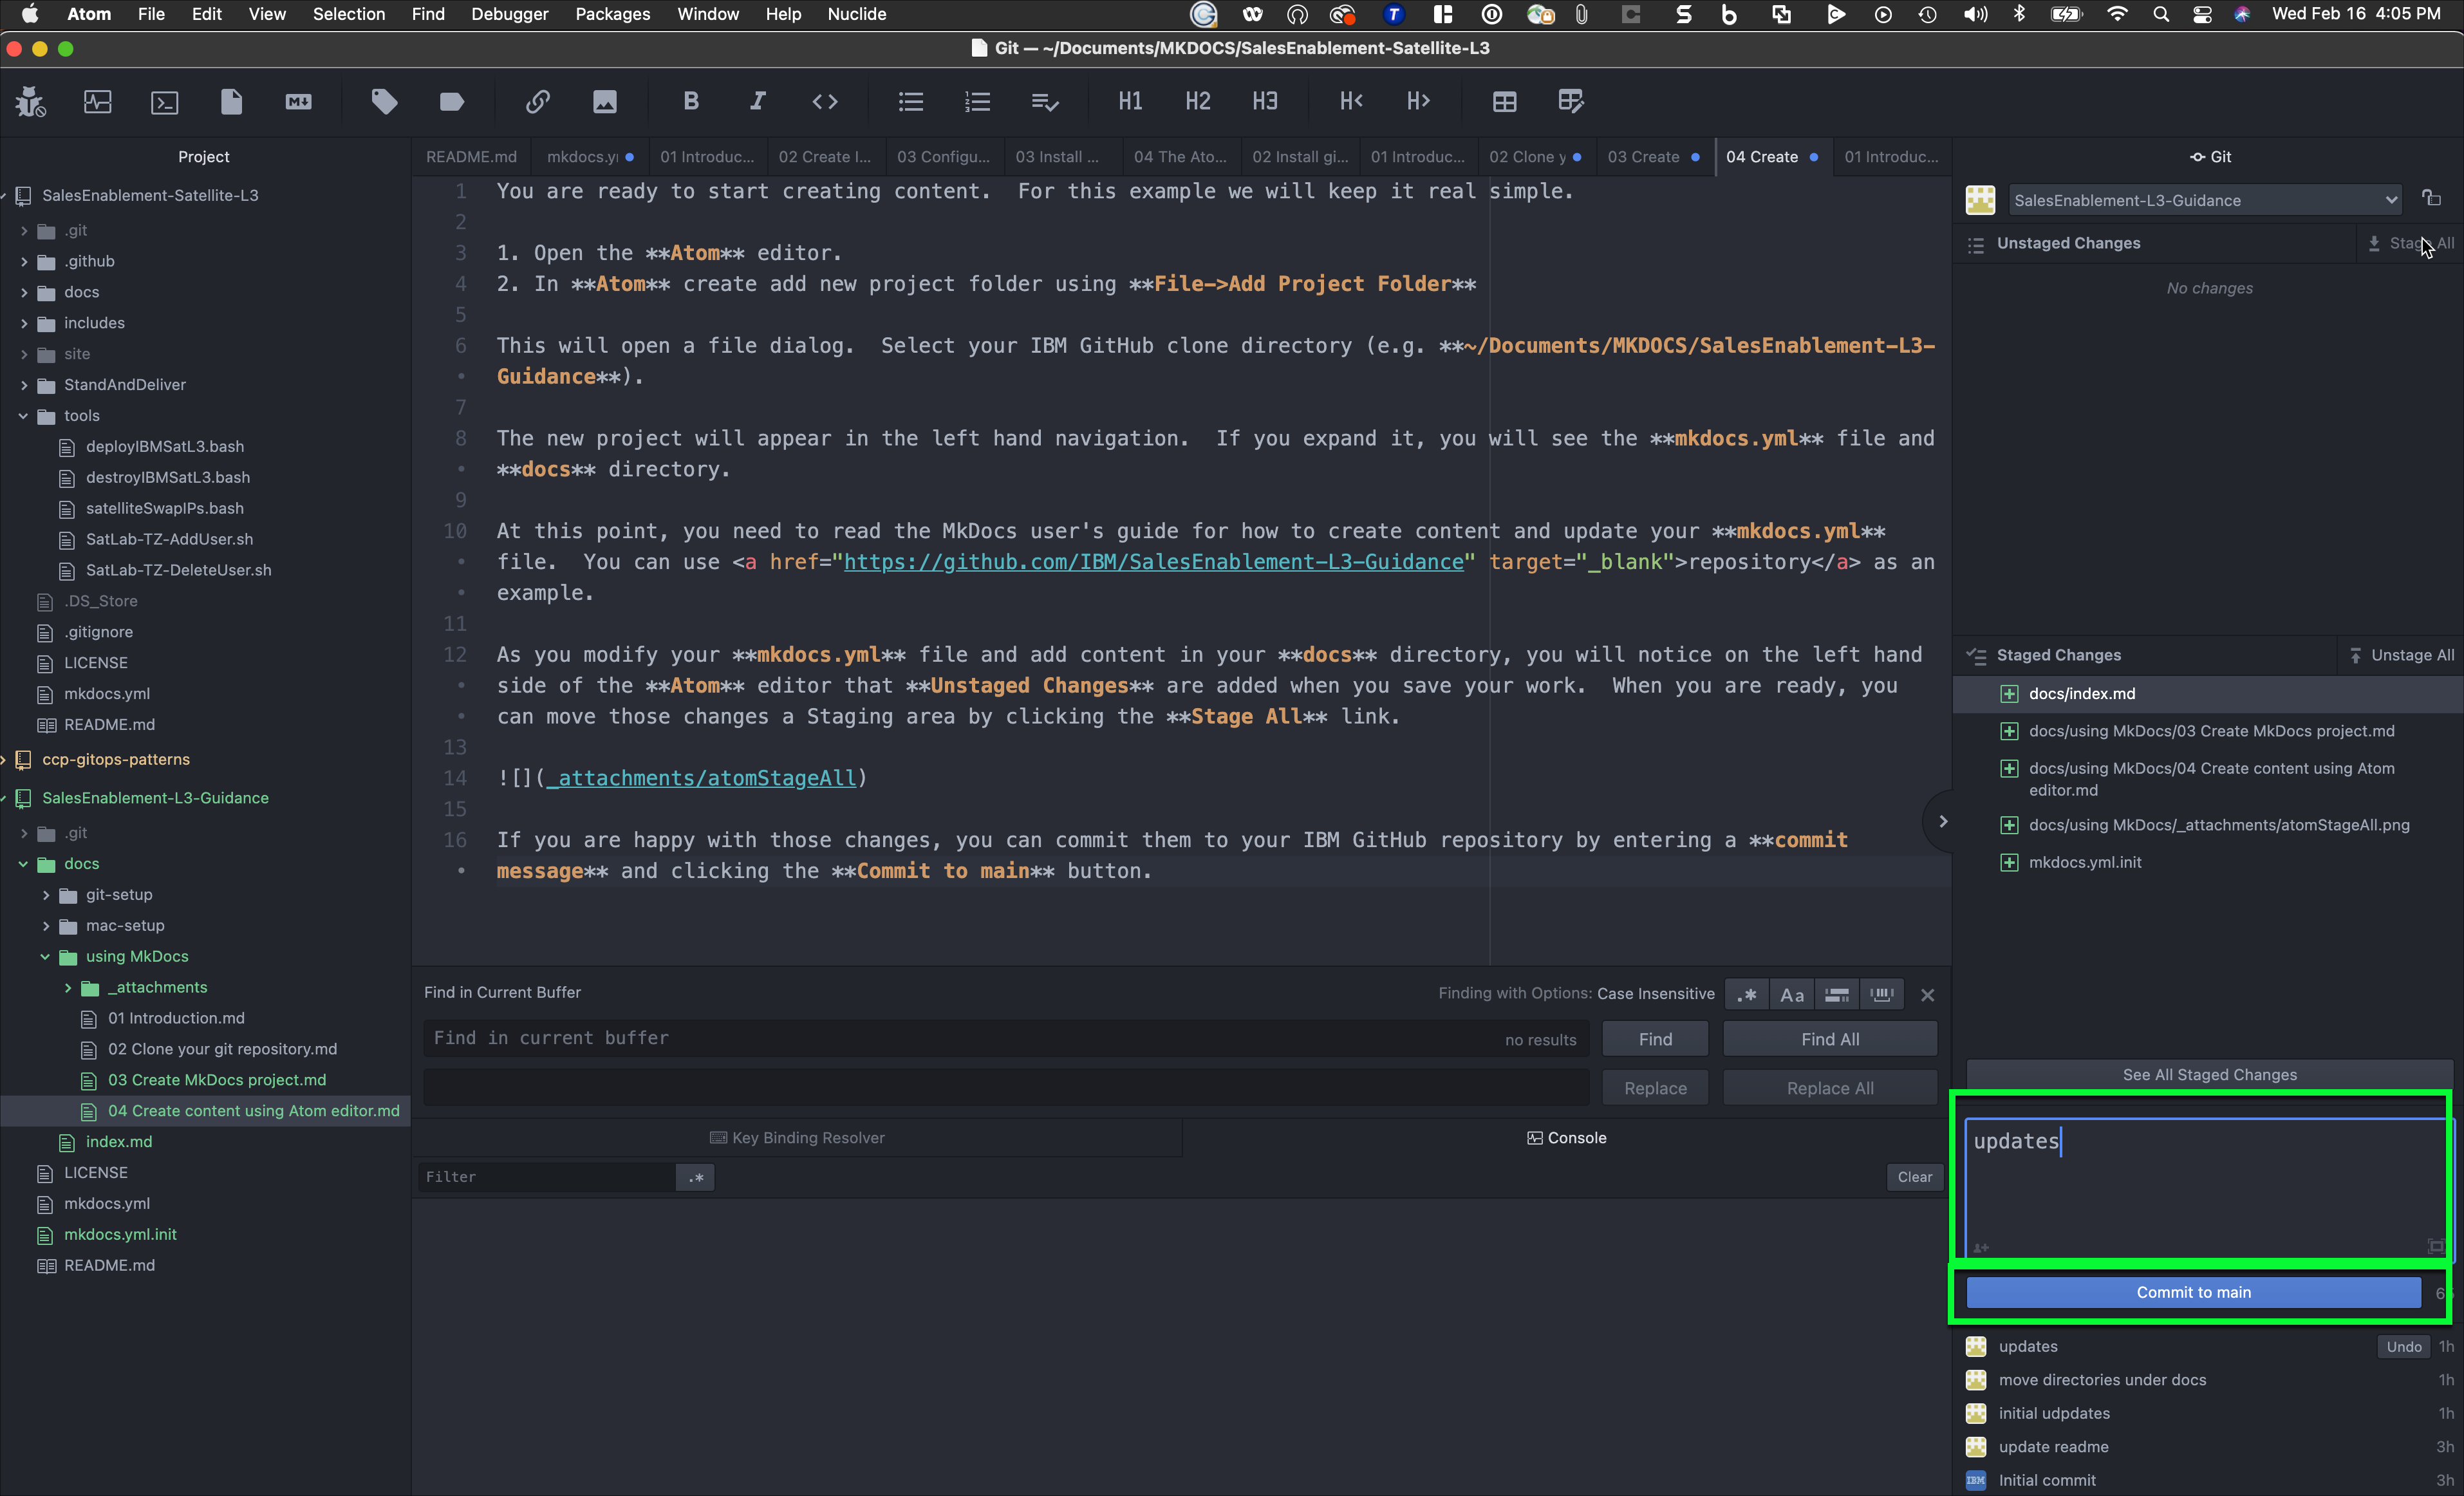 Atom File Edit View Selection Find Debugger Packages Window Help Nuclide
Wed Feb 16 4:05 PM
Git — ~/Documents/MKDOCS/SalesEnablement-Satellite-L3
B I H1 H2 H3 H< H>
Project
SalesEnablement-Satellite-L3
.git
.github
docs
includes
site
StandAndDeliver
tools
deployIBMSatL3.bash
destroyIBMSatL3.bash
satelliteSwapIPs.bash
SatLab-TZ-AddUser.sh
SatLab-TZ-DeleteUser.sh
.DS_Store
.gitignore
LICENSE
mkdocs.yml
README.md
ccp-gitops-patterns
SalesEnablement-L3-Guidance
.git
docs
git-setup
mac-setup
using MkDocs
_attachments
01 Introduction.md
02 Clone your git repository.md
03 Create MkDocs project.md
04 Create content using Atom editor.md
index.md
LICENSE
mkdocs.yml
mkdocs.yml.init
README.md
README.md mkdocs.y 01 Introduc... 02 Create I... 03 Configu... 03 Install ... 04 The Ato... 02 Install gi... 01 Introduc... 02 Clone y 03 Create 04 Create 01 Introduc...
1 You are ready to start creating content.  For this example we will keep it real simple.
2
3 1. Open the **Atom** editor.
4 2. In **Atom** create add new project folder using **File->Add Project Folder**
5
6 This will open a file dialog.  Select your IBM GitHub clone directory (e.g. **~/Documents/MKDOCS/SalesEnablement-L3-
• Guidance**).
7
8 The new project will appear in the left hand navigation.  If you expand it, you will see the **mkdocs.yml** file and
• **docs** directory.
9
10 At this point, you need to read the MkDocs user's guide for how to create content and update your **mkdocs.yml**
• file.  You can use <a href="https://github.com/IBM/SalesEnablement-L3-Guidance" target="_blank">repository</a> as an
• example.
11
12 As you modify your **mkdocs.yml** file and add content in your **docs** directory, you will notice on the left hand
• side of the **Atom** editor that **Unstaged Changes** are added when you save your work.  When you are ready, you
• can move those changes a Staging area by clicking the **Stage All** link.
13
14 ![](_attachments/atomStageAll)
15
16 If you are happy with those changes, you can commit them to your IBM GitHub repository by entering a **commit
• message** and clicking the **Commit to main** button.
Find in Current Buffer
Finding with Options: Case Insensitive
.* Aa
Find in current buffer no results Find Find All
Replace Replace All
Key Binding Resolver Console
Filter .* Clear
Git
SalesEnablement-L3-Guidance
Unstaged Changes
All
No changes
Staged Changes Unstage All
docs/index.md
docs/using MkDocs/03 Create MkDocs project.md
docs/using MkDocs/04 Create content using Atom
editor.md
docs/using MkDocs/_attachments/atomStageAll.png
mkdocs.yml.init
See All Staged Changes
updates
Commit to main
updates Undo 1h
move directories under docs 1h
initial udpdates 1h
update readme 3h
IBM Initial commit 3h